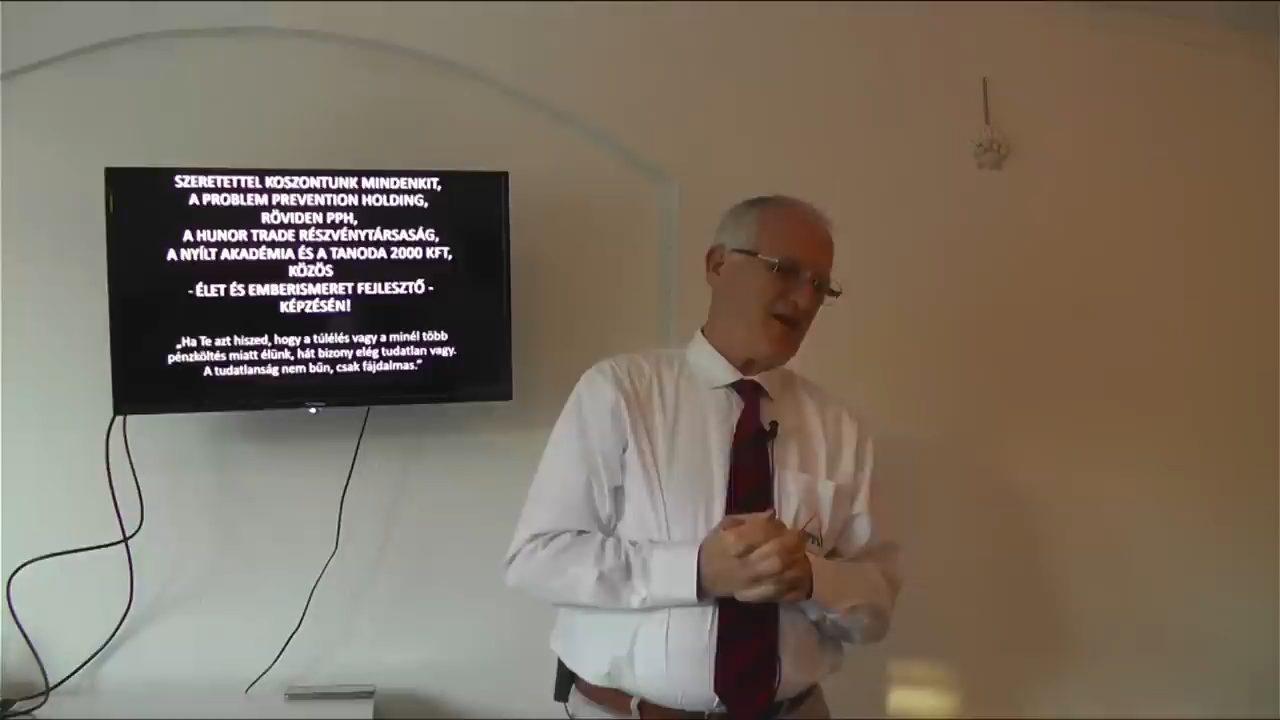 SZERETETTEL KOSZONTUNK MINDENKIT,
A PROBLEM PREVENTION HOLDING,
RÖVIDEN PPH,
A HUNOR TRADE RÉSZVÉNYTÁRSASÁG,
A NYÍLT AKADÉMIA ÉS A TANODA 2000 KFT,
KÖZÖS
- ÉLET ÉS EMBERISMERET FEJLESZTŐ -
KÉPZÉSÉN!
„Ha Te azt hiszed, hogy a túlélés vagy a minél több
pénzköltés miatt élünk, hát bizony elég tudatlan vagy.
A tudatlanság nem bűn, csak fájdalmas.”